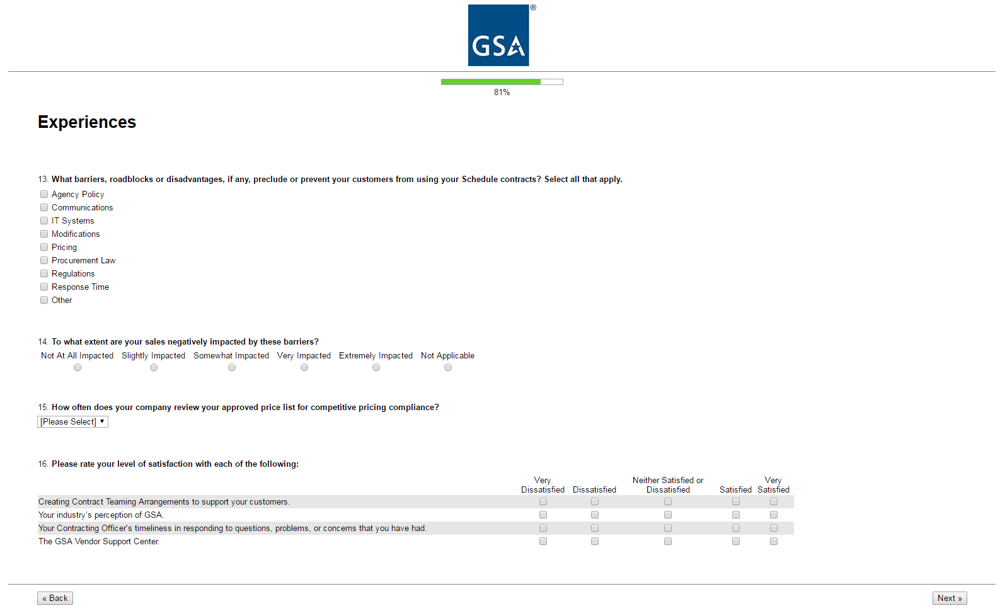 GSA ®
81%
Experiences
13. What barriers, roadblocks or disadvantages, if any, preclude or prevent your customers from using your Schedule contracts? Select all that apply.
Agency Policy
Communications
IT Systems
Modifications
Pricing
Procurement Law
Regulations
Response Time
Other
14. To what extent are your sales negatively impacted by these barriers?
Not At All Impacted Slightly Impacted Somewhat Impacted Very Impacted Extremely Impacted Not Applicable
15. How often does your company review your approved price list for competitive pricing compliance?
[Please Select] ▼
16. Please rate your level of satisfaction with each of the following:
Very Neither Satisfied or Very
Dissatisfied Dissatisfied Dissatisfied Satisfied Satisfied
Creating Contract Teaming Arrangements to support your customers.
Your industry's perception of GSA.
Your Contracting Officer's timeliness in responding to questions, problems, or concerns that you have had.
The GSA Vendor Support Center.
« Back Next »